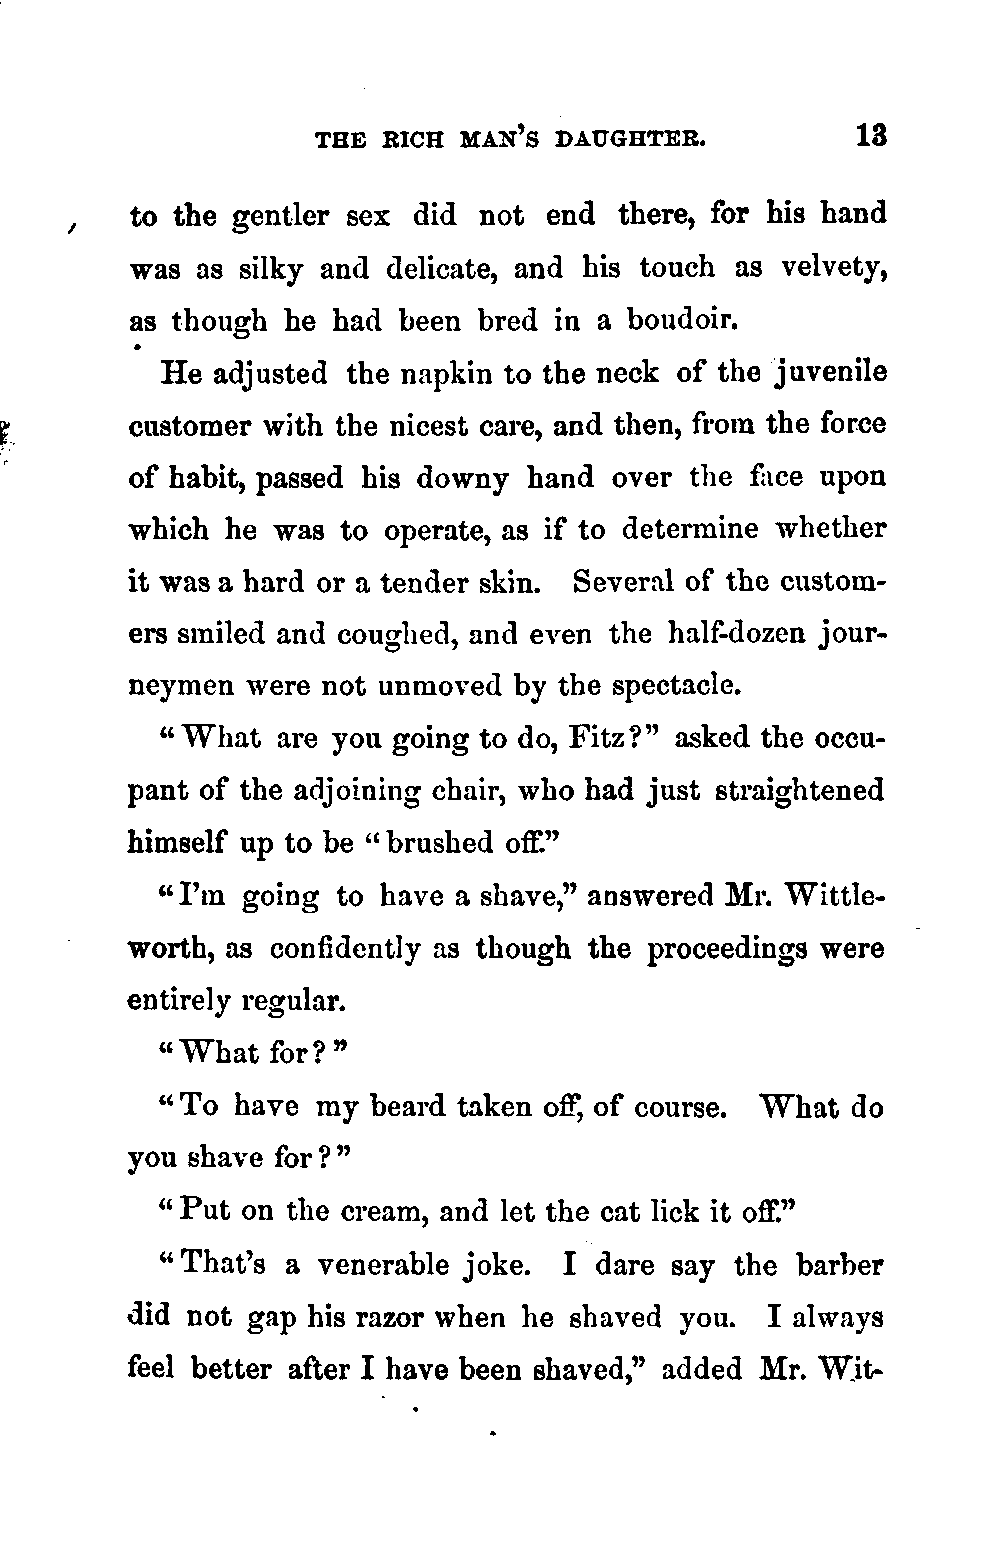 THE RICH MAN'S DAUGHTER. 13
to the gentler sex did not end there, for his hand
was as silky and delicate, and his touch as velvety,
as though he had been bred in a boudoir.
He adjusted the napkin to the neck of the juvenile
customer with the nicest care, and then, from the force
of habit, passed his downy hand over the face upon
which he was to operate, as if to determine whether
it was a hard or a tender skin. Several of the custom-
ers smiled and coughed, and even the half-dozen jour-
neymen were not unmoved by the spectacle.
"What are you going to do, Fitz?" asked the occu-
pant of the adjoining chair, who had just straightened
himself up to be "brushed off."
"I'm going to have a shave," answered Mr. Wittle-
worth, as confidently as though the proceedings were
entirely regular.
"What for?"
"To have my beard taken off, of course. What do
you shave for?"
"Put on the cream, and let the cat lick it off."
"That's a venerable joke. I dare say the barber
did not gap his razor when he shaved you. I always
feel better after I have been shaved," added Mr. Wit-